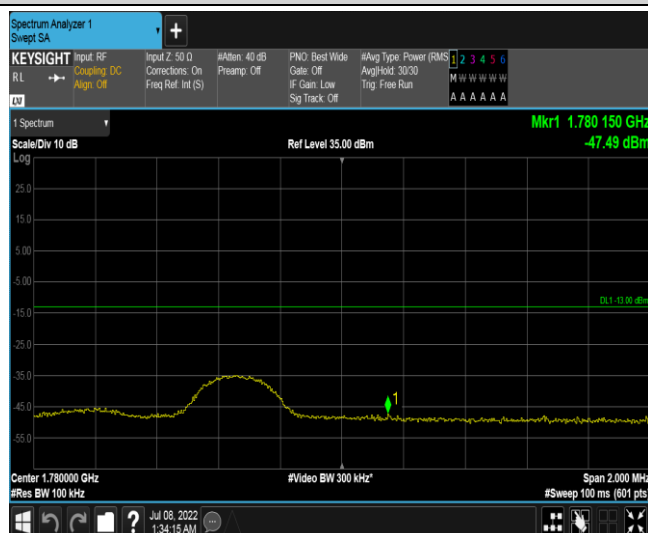 Spectrum Analyzer 1
Swept SA
+
KEYSIGHT
RL
LXI
Input: RF
Coupling: DC
Align: Off
Input Z: 50 Ω
Corrections: On
Freq Ref: Int (S)
#Atten: 40 dB
Preamp: Off
PNO: Best Wide
Gate: Off
IF Gain: Low
Sig Track: Off
#Avg Type: Power (RMS
Avg|Hold: 30/30
Trig: Free Run
1 2 3 4 5 6
M W W W W W
A A A A A A
1 Spectrum
Scale/Div 10 dB
Log
Ref Level 35.00 dBm
Mkr1 1.780 150 GHz
-47.49 dBm
25.0
15.0
5.00
-5.00
DL1 -13.00 dBm
-15.0
-25.0
-35.0
-45.0
1
-55.0
Center 1.780000 GHz
#Res BW 100 kHz
#Video BW 300 kHz*
Span 2.000 MHz
#Sweep 100 ms (601 pts)
?
Jul 08, 2022
1:34:15 AM